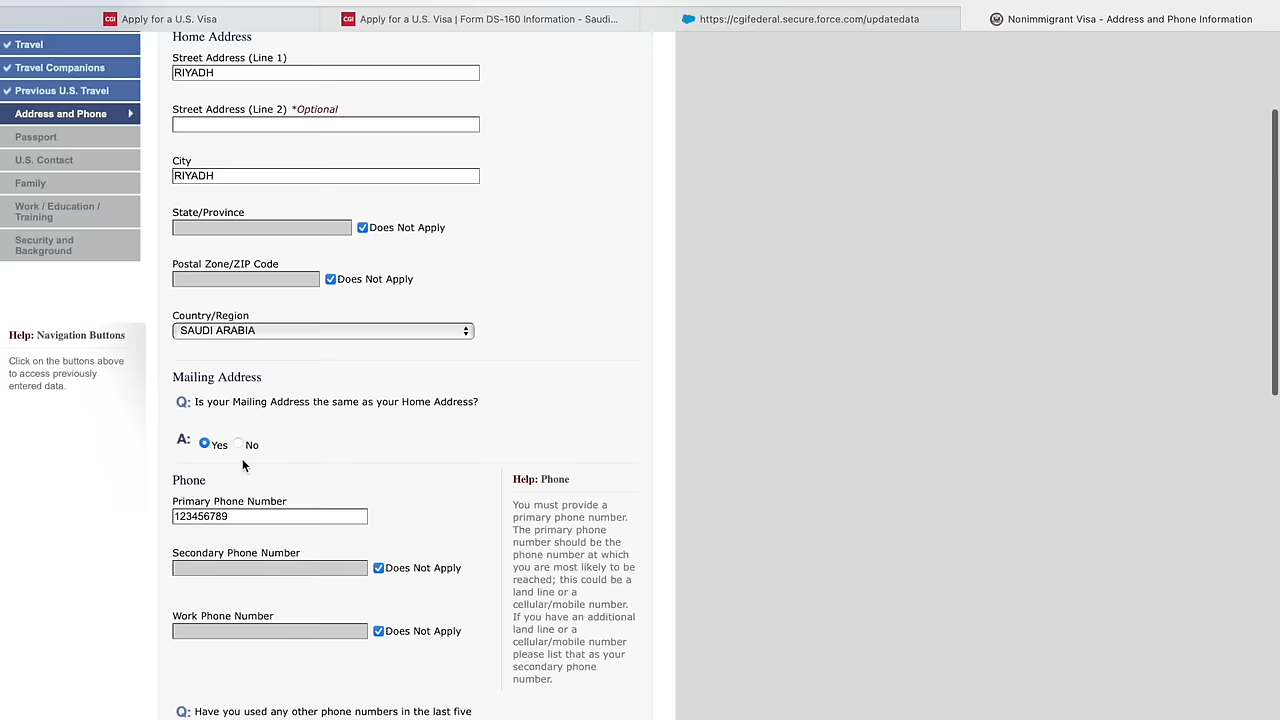 CGI Apply for a U.S. Visa
CGI Apply for a U.S. Visa | Form DS-160 Information - Saudi...
https://cgifederal.secure.force.com/updatedata
Nonimmigrant Visa - Address and Phone Information
Travel
Travel Companions
Previous U.S. Travel
Address and Phone
Passport
U.S. Contact
Family
Work / Education /
Training
Security and
Background
Help: Navigation Buttons
Click on the buttons above
to access previously
entered data.
Home Address
Street Address (Line 1)
RIYADH
Street Address (Line 2) *Optional
City
RIYADH
State/Province
Does Not Apply
Postal Zone/ZIP Code
Does Not Apply
Country/Region
SAUDI ARABIA
Mailing Address
Q: Is your Mailing Address the same as your Home Address?
A: Yes No
Phone
Primary Phone Number
123456789
Secondary Phone Number
Does Not Apply
Work Phone Number
Does Not Apply
Help: Phone
You must provide a
primary phone number.
The primary phone
number should be the
phone number at which
you are most likely to be
reached; this could be a
land line or a
cellular/mobile number.
If you have an additional
land line or a
cellular/mobile number
please list that as your
secondary phone
number.
Q: Have you used any other phone numbers in the last five